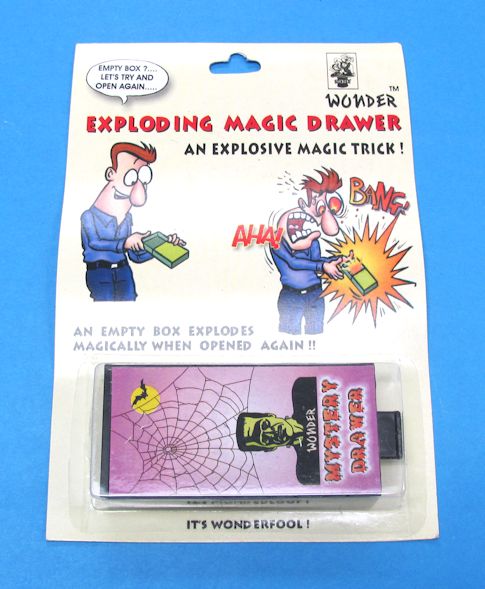 EMPTY BOX ?....
LET'S TRY AND
OPEN AGAIN.....
WONDER TM
EXPLODING MAGIC DRAWER
AN EXPLOSIVE MAGIC TRICK !
BANG!
AHA!
AN EMPTY BOX EXPLODES
MAGICALLY WHEN OPENED AGAIN !!
WONDER
MYSTERY
DRAWER
IT'S WONDERFOOL !